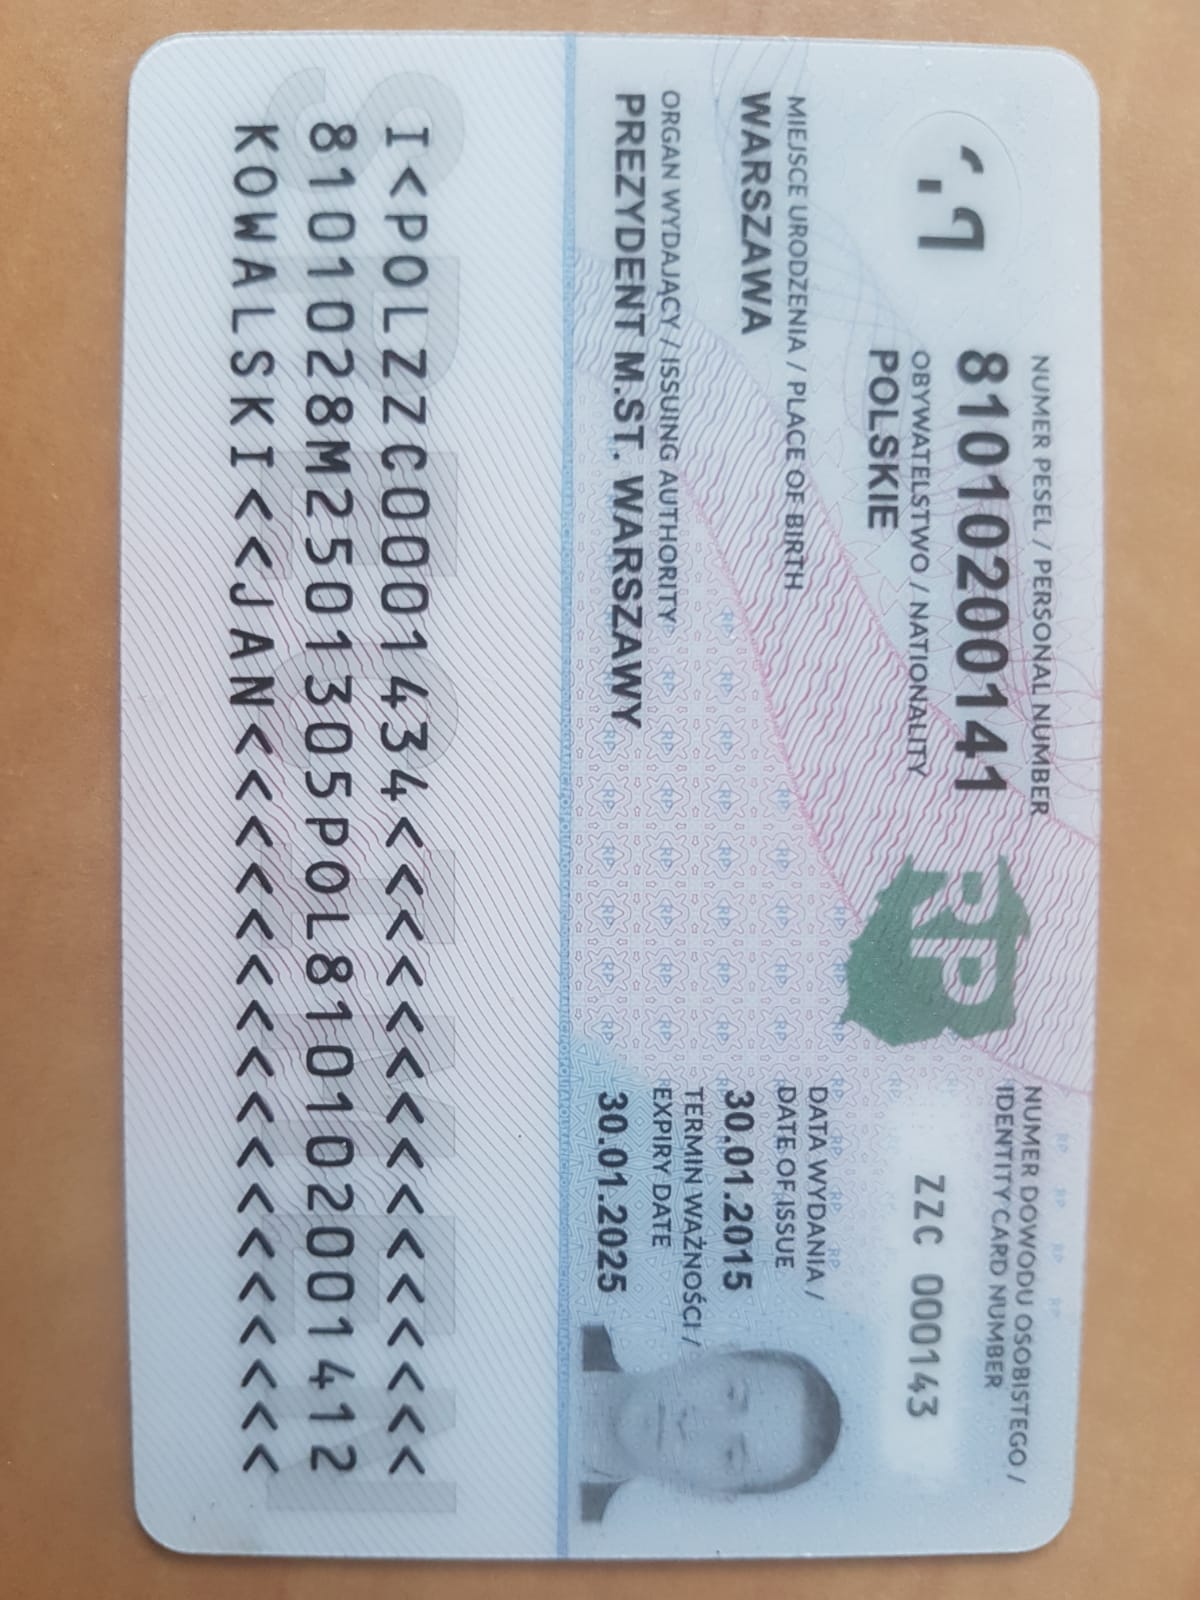 NUMER PESEL / PERSONAL NUMBER
81010200141
OBYWATELSTWO / NATIONALITY
POLSKIE
MIEJSCE URODZENIA / PLACE OF BIRTH
WARSZAWA
ORGAN WYDAJĄCY / ISSUING AUTHORITY
PREZYDENT M.ST. WARSZAWY
RP
NUMER DOWODU OSOBISTEGO /
IDENTITY CARD NUMBER
ZZC 000143
DATA WYDANIA /
DATE OF ISSUE
30.01.2015
TERMIN WAŻNOŚCI /
EXPIRY DATE
30.01.2025
SPECIMEN
I<POLZZC0001434<<<<<<<<<<<<<<<
8101028M2501305POL810102001412
KOWALSKI<<JAN<<<<<<<<<<<<<<<<<